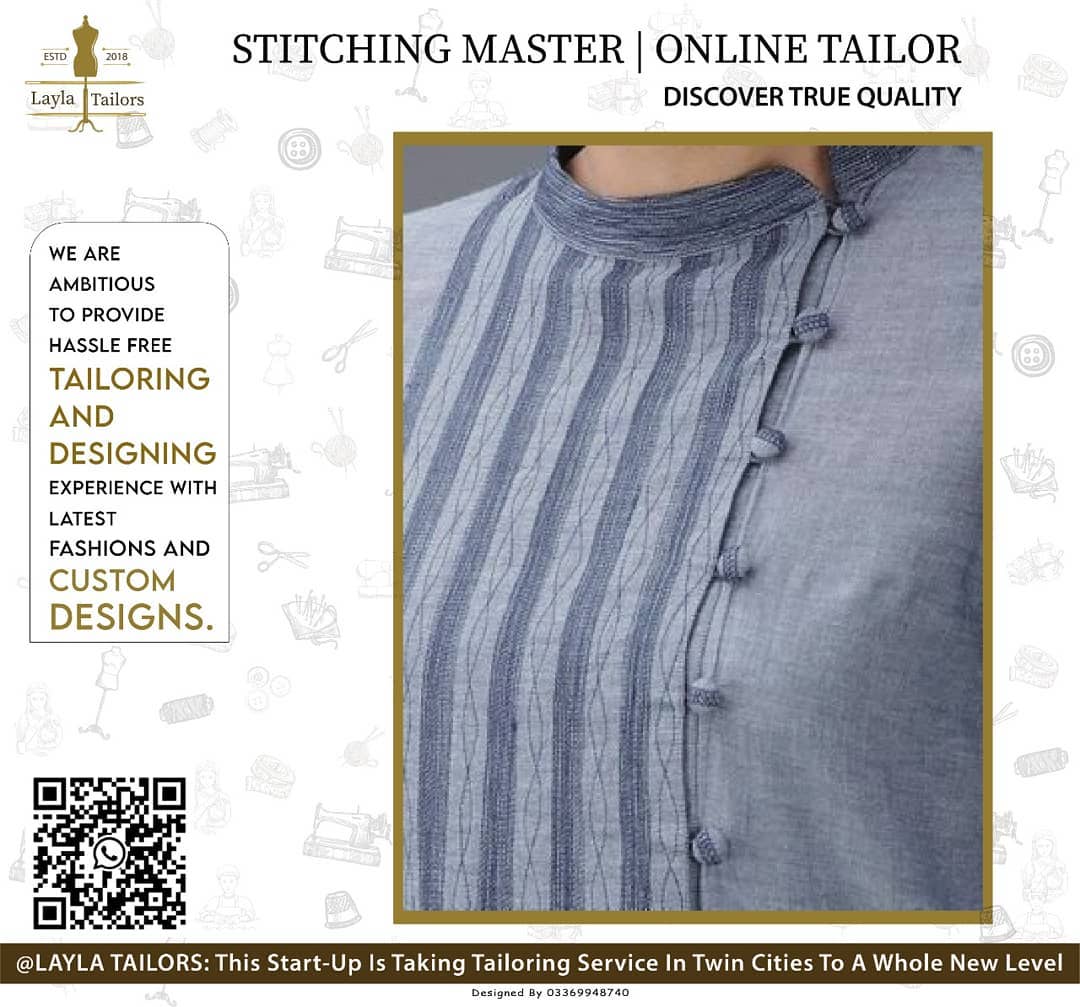 ESTD 2018
Layla Tailors
STITCHING MASTER | ONLINE TAILOR
DISCOVER TRUE QUALITY
WE ARE
AMBITIOUS
TO PROVIDE
HASSLE FREE
TAILORING
AND
DESIGNING
EXPERIENCE WITH
LATEST
FASHIONS AND
CUSTOM
DESIGNS.
@LAYLA TAILORS: This Start-Up Is Taking Tailoring Service In Twin Cities To A Whole New Level
Designed By 03369948740